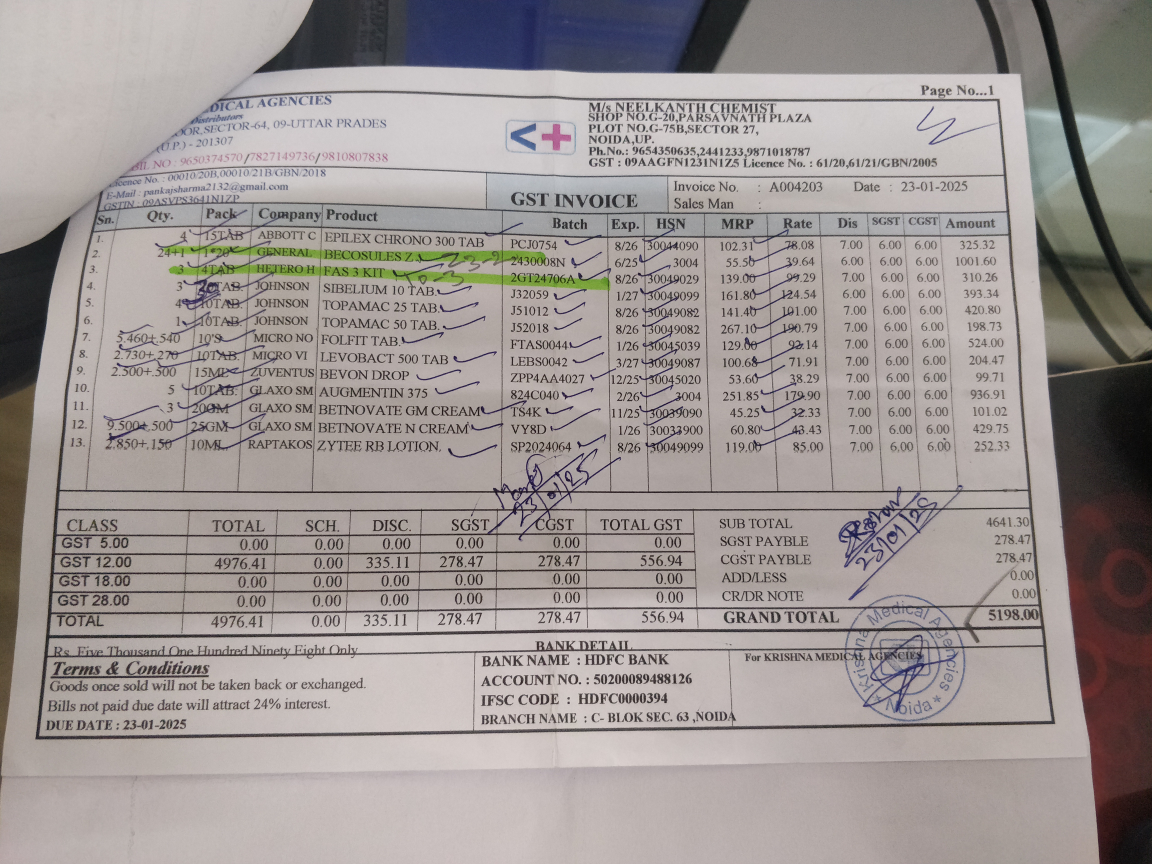 Page No...1
DICAL AGENCIES
Distributors
OOR,SECTOR-64, 09-UTTAR PRADES
(U.P.) - 201307
BIL NO : 9650374570/7827149736/9810807838
Licence No. : 00010/20B,00010/21B/GBN/2018
E-Mail : pankajsharma2132@gmail.com
GSTIN : 09ASVPS3641N1ZP
M/s NEELKANTH CHEMIST
SHOP NO.G-20,PARSAVNATH PLAZA
PLOT NO.G-75B,SECTOR 27,
NOIDA,UP.
Ph.No.: 9654350635,2441233,9871018787
GST : 09AAGFN1231N1Z5 Licence No. : 61/20,61/21/GBN/2005
GST INVOICE
Invoice No. : A004203 Date : 23-01-2025
Sales Man :
Sn. Qty. Pack Company Product Batch Exp. HSN MRP Rate Dis SGST CGST Amount
1. 4 15TAB ABBOTT C EPILEX CHRONO 300 TAB PCJ0754 8/26 30044090 102.31 78.08 7.00 6.00 6.00 325.32
2. 24+1 1*20 GENERAL BECOSULES Z. 2430008N 6/25 3004 55.50 39.64 7.00 6.00 6.00 1001.60
3. 3 4TAB HETERO H FAS 3 KIT 2GT24706A 8/26 30049029 139.00 99.29 7.00 6.00 6.00 310.26
4. 3 30 TAB. JOHNSON SIBELIUM 10 TAB. J32059 1/27 30049099 161.80 124.54 7.00 6.00 6.00 393.34
5. 4 10TAB. JOHNSON TOPAMAC 25 TAB. J51012 8/26 30049082 141.40 101.00 7.00 6.00 6.00 420.80
6. 1 10TAB. JOHNSON TOPAMAC 50 TAB. J52018 8/26 30049082 267.10 190.79 7.00 6.00 6.00 198.73
7. 5.460+.540 10'S MICRO NO FOLFIT TAB. FTAS0044 1/26 30045039 129.00 92.14 7.00 6.00 6.00 524.00
8. 2.730+.270 10TAB. MICRO VI LEVOBACT 500 TAB LEBS0042 3/27 30049087 100.68 71.91 7.00 6.00 6.00 204.47
9. 2.500+.500 15ML ZUVENTUS BEVON DROP ZPP4AA4027 12/25 30045020 53.60 38.29 7.00 6.00 6.00 99.71
10. 5 10TAB. GLAXO SM AUGMENTIN 375 824C040 2/26 3004 251.85 179.90 7.00 6.00 6.00 936.91
11. 3 20GM GLAXO SM BETNOVATE GM CREAM TS4K 11/25 30039090 45.25 32.33 7.00 6.00 6.00 101.02
12. 9.500+.500 25GM GLAXO SM BETNOVATE N CREAM VY8D 1/26 30033900 60.80 43.43 7.00 6.00 6.00 429.75
13. 2.850+.150 10ML RAPTAKOS ZYTEE RB LOTION. SP2024064 8/26 30049099 119.00 85.00 7.00 6.00 6.00 252.33
23/01/25
23/01/25
CLASS TOTAL SCH. DISC. SGST CGST TOTAL GST
GST 5.00 0.00 0.00 0.00 0.00 0.00 0.00
GST 12.00 4976.41 0.00 335.11 278.47 278.47 556.94
GST 18.00 0.00 0.00 0.00 0.00 0.00 0.00
GST 28.00 0.00 0.00 0.00 0.00 0.00 0.00
TOTAL 4976.41 0.00 335.11 278.47 278.47 556.94
SUB TOTAL 4641.30
SGST PAYBLE 278.47
CGST PAYBLE 278.47
ADD/LESS 0.00
CR/DR NOTE 0.00
GRAND TOTAL 5198.00
Rs. Five Thousand One Hundred Ninety Eight Only
Terms & Conditions
Goods once sold will not be taken back or exchanged.
Bills not paid due date will attract 24% interest.
DUE DATE : 23-01-2025
BANK DETAIL
BANK NAME : HDFC BANK
ACCOUNT NO. : 50200089488126
IFSC CODE : HDFC0000394
BRANCH NAME : C- BLOK SEC. 63 ,NOIDA
For KRISHNA MEDICAL AGENCIES
Krishna Medical Agencies
Noida